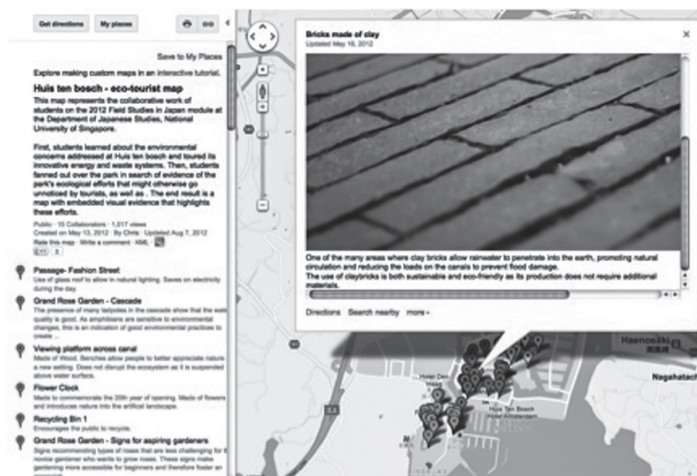 Get directions My places
Save to My Places
Explore making custom maps in an interactive tutorial.
Huis ten bosch - eco-tourist map
This map represents the collaborative work of
students on the 2012 Field Studies in Japan module at
the Department of Japanese Studies, National
University of Singapore.
First, students learned about the environmental
concerns addressed at Huis ten bosch and toured its
innovative energy and waste systems. Then, students
fanned out over the park in search of evidence of the
park's ecological efforts that might otherwise go
unnoticed by tourists, as well as . The end result is a
map with embedded visual evidence that highlights
these efforts.
Public · 15 Collaborators · 1,017 views
Created on May 13, 2012 · By Chris · Updated Aug 7, 2012
Rate this map · Write a comment · KML ·
Passage- Fashion Street
Use of glass roof to allow in natural lighting. Saves on electricity
during the day.
Grand Rose Garden - Cascade
The presence of many tadpoles in the cascade show that the
quality is good. As amphibians are sensitive to environmental
changes, this is an indication of good environmental practices to
create ...
Viewing platform across canal
Made of Wood. Benches allow people to better appreciate nature
a new setting. Does not disrupt the ecosystem as it is suspended
above water surface.
Flower Clock
Made to commemorate the 20th year of opening. Made of flowers
and introduces nature into the artificial landscape.
Recycling Bin 1
Encourages the public to recycle.
Grand Rose Garden - Signs for aspiring gardeners
Signs recommending types of roses that are less challenging for
novice gardener who wants to grow roses. These signs make
gardening more accessible for beginners and therefore foster an
Bricks made of clay
Updated May 16, 2012
One of the many areas where clay bricks allow rainwater to penetrate into the earth, promoting natural
circulation and reducing the loads on the canals to prevent flood damage.
The use of claybricks is both sustainable and eco-friendly as its production does not require additional
materials.
Directions Search nearby more
Haenosaki
南風崎
Nagahatach
Hotel Den
Haag
Huis Ten Bosch
Hotel Amsterdam